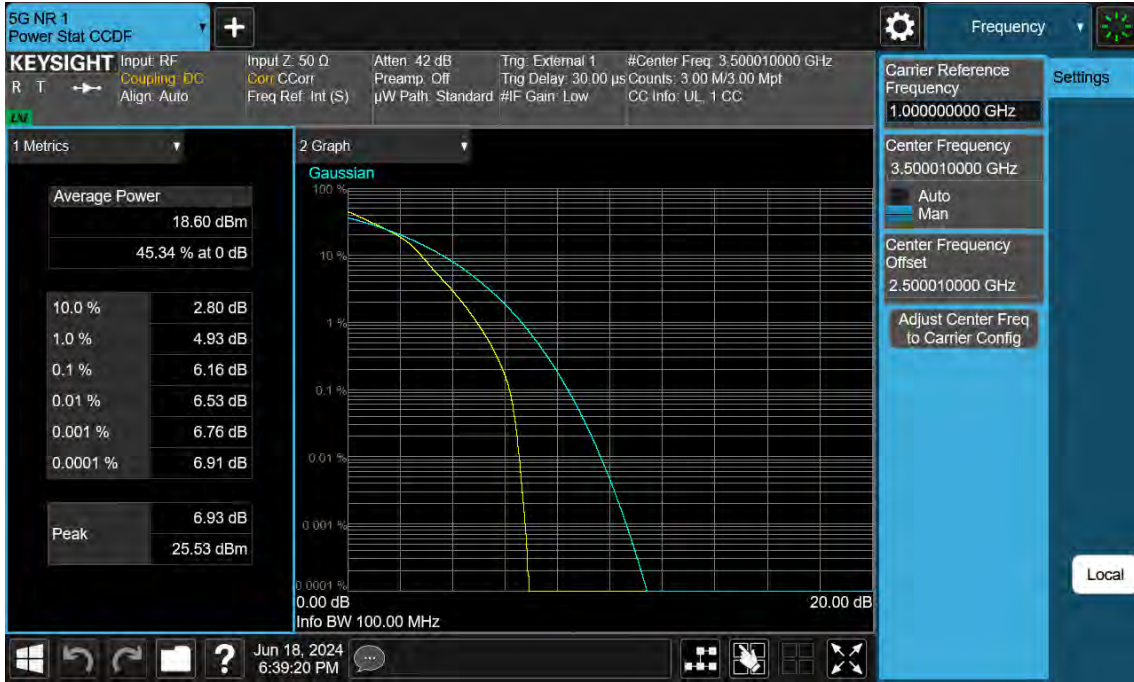 5G NR 1
Power Stat CCDF
Frequency
KEYSIGHT
R T
LXI
Input: RF
Coupling: DC
Align: Auto
Input Z: 50 Ω
Corr CCorr
Freq Ref: Int (S)
Atten: 42 dB
Preamp: Off
µW Path: Standard
Trig: External 1
Trig Delay: 30.00 µs
#IF Gain: Low
#Center Freq: 3.500010000 GHz
Counts: 3.00 M/3.00 Mpt
CC Info: UL, 1 CC
1 Metrics
Average Power
18.60 dBm
45.34 % at 0 dB
10.0 % 2.80 dB
1.0 % 4.93 dB
0.1 % 6.16 dB
0.01 % 6.53 dB
0.001 % 6.76 dB
0.0001 % 6.91 dB
Peak
6.93 dB
25.53 dBm
2 Graph
Gaussian
100 %
10 %
1 %
0.1 %
0.01 %
0.001 %
0.0001 %
0.00 dB 20.00 dB
Info BW 100.00 MHz
Carrier Reference
Frequency
1.000000000 GHz
Center Frequency
3.500010000 GHz
Auto
Man
Center Frequency
Offset
2.500010000 GHz
Adjust Center Freq
to Carrier Config
Settings
Local
?
Jun 18, 2024
6:39:20 PM